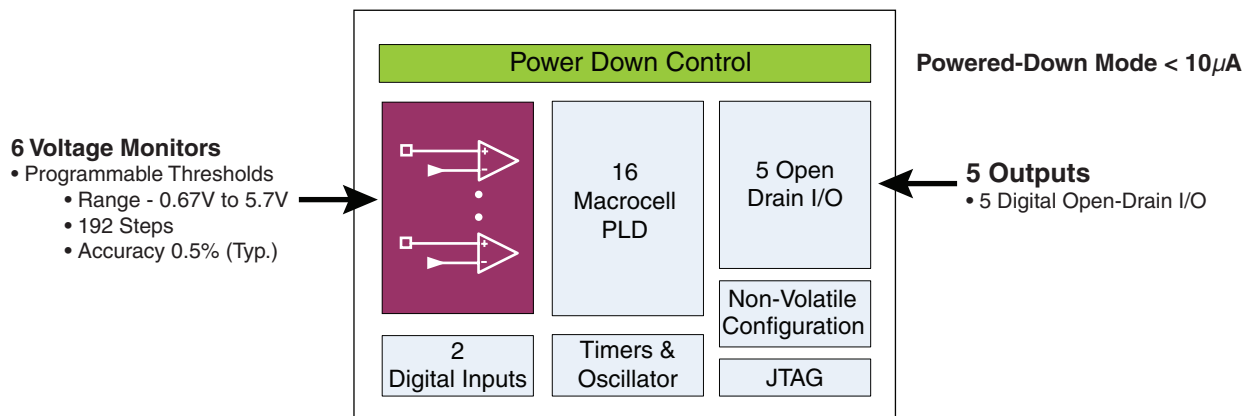 Power Down Control
Powered-Down Mode < 10µA
6 Voltage Monitors
• Programmable Thresholds
• Range - 0.67V to 5.7V
• 192 Steps
• Accuracy 0.5% (Typ.)
+
−
+
−
16
Macrocell
PLD
5 Open
Drain I/O
5 Outputs
• 5 Digital Open-Drain I/O
Non-Volatile
Configuration
2
Digital Inputs
Timers &
Oscillator
JTAG